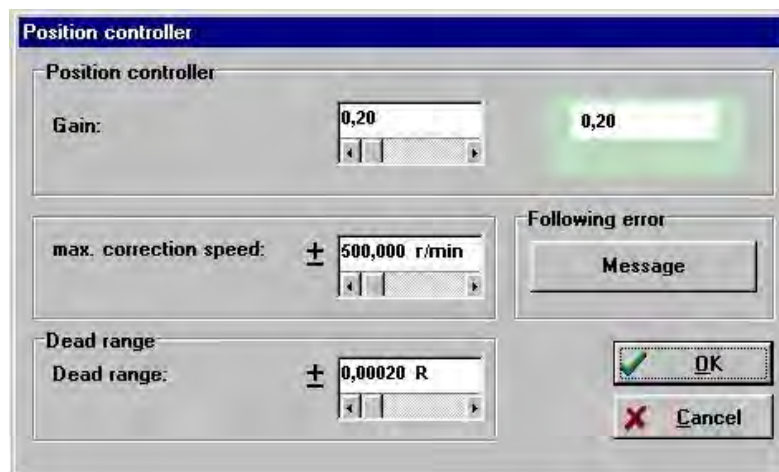 Position controller
Position controller
Gain:
0,20
0,20
max. correction speed:
± 500,000 r/min
Following error
Message
Dead range
Dead range:
± 0,00020 R
OK
Cancel